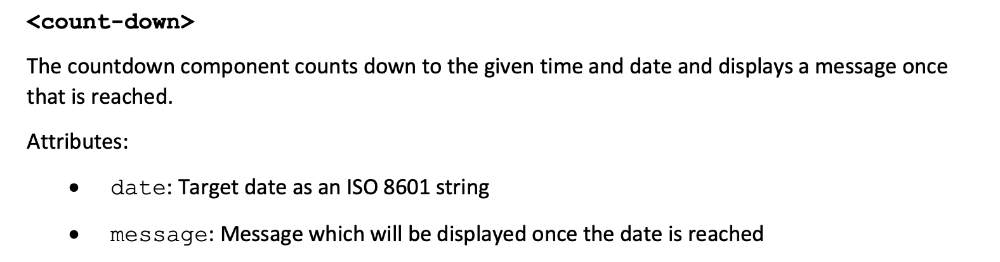 <count-down>
The countdown component counts down to the given time and date and displays a message once
that is reached.
Attributes:
• date: Target date as an ISO 8601 string
• message: Message which will be displayed once the date is reached